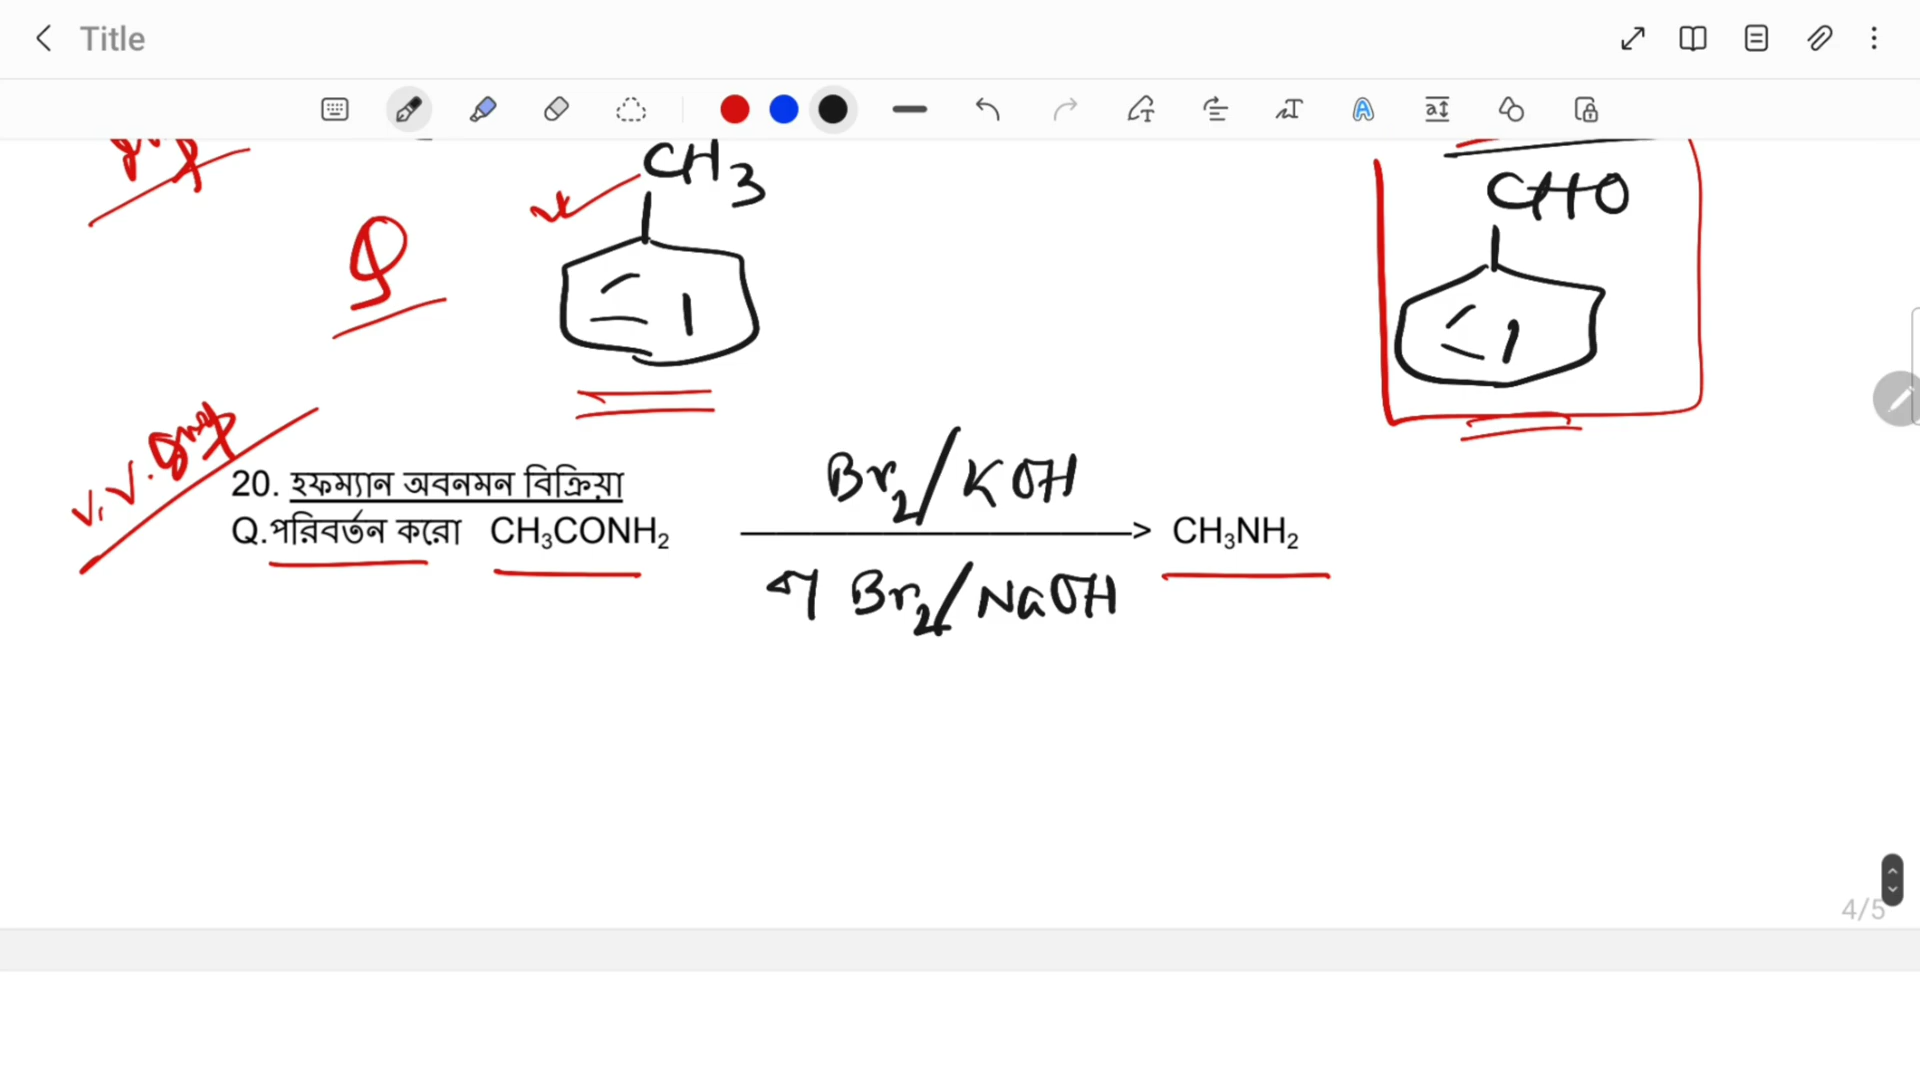 Title
CH3
CHO
V. V. Imp
Br2/KOH
20. হফম্যান অবনমন বিক্রিয়া
Q.পরিবর্তন করো CH₃CONH₂ ————> CH₃NH₂
বা Br2/NaOH
4/5